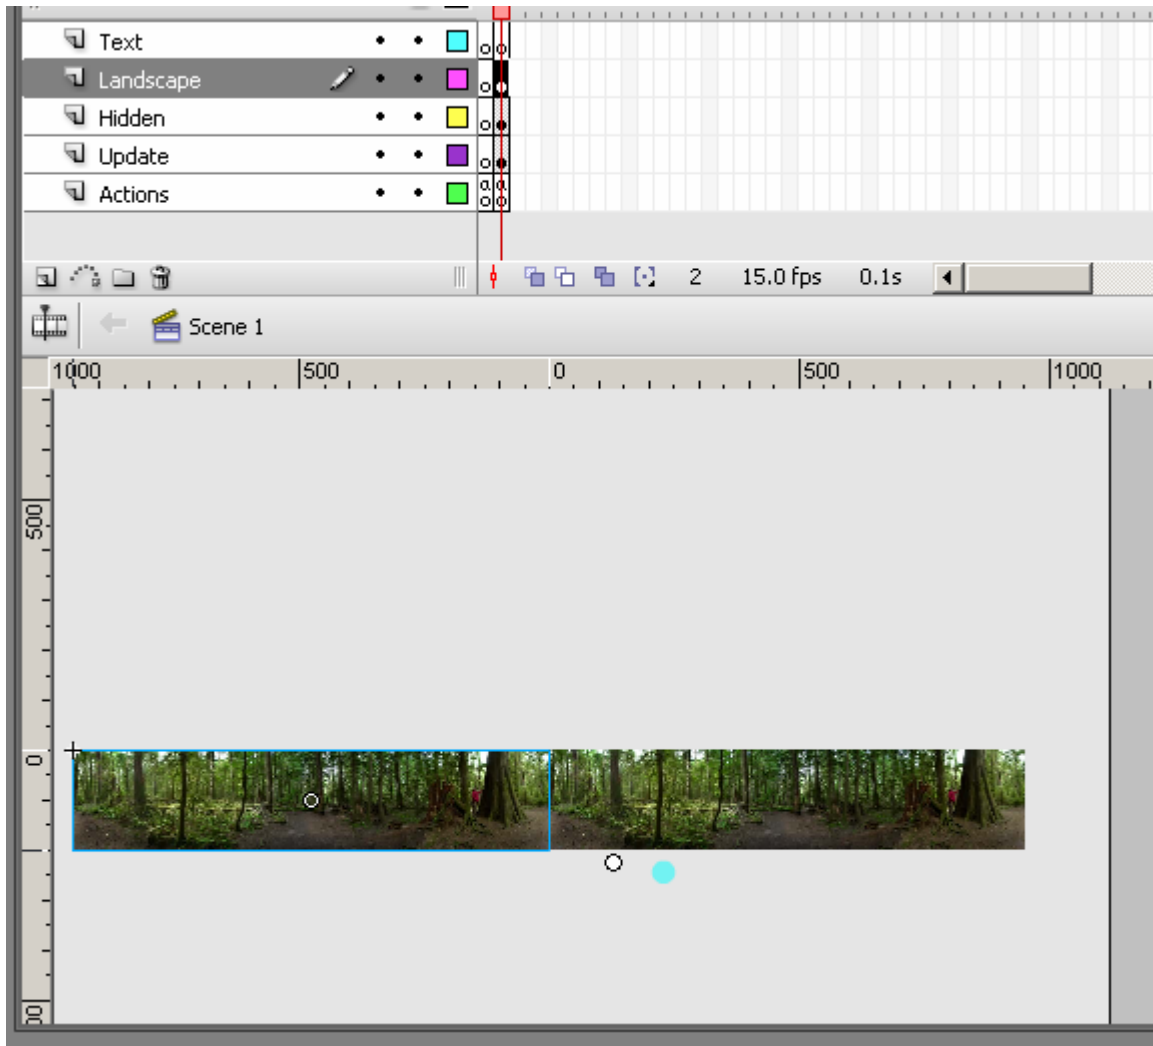 Text
Landscape
Hidden
Update
Actions
a a
2 15.0 fps 0.1s
Scene 1
1000 500 0 500 1000
500
0